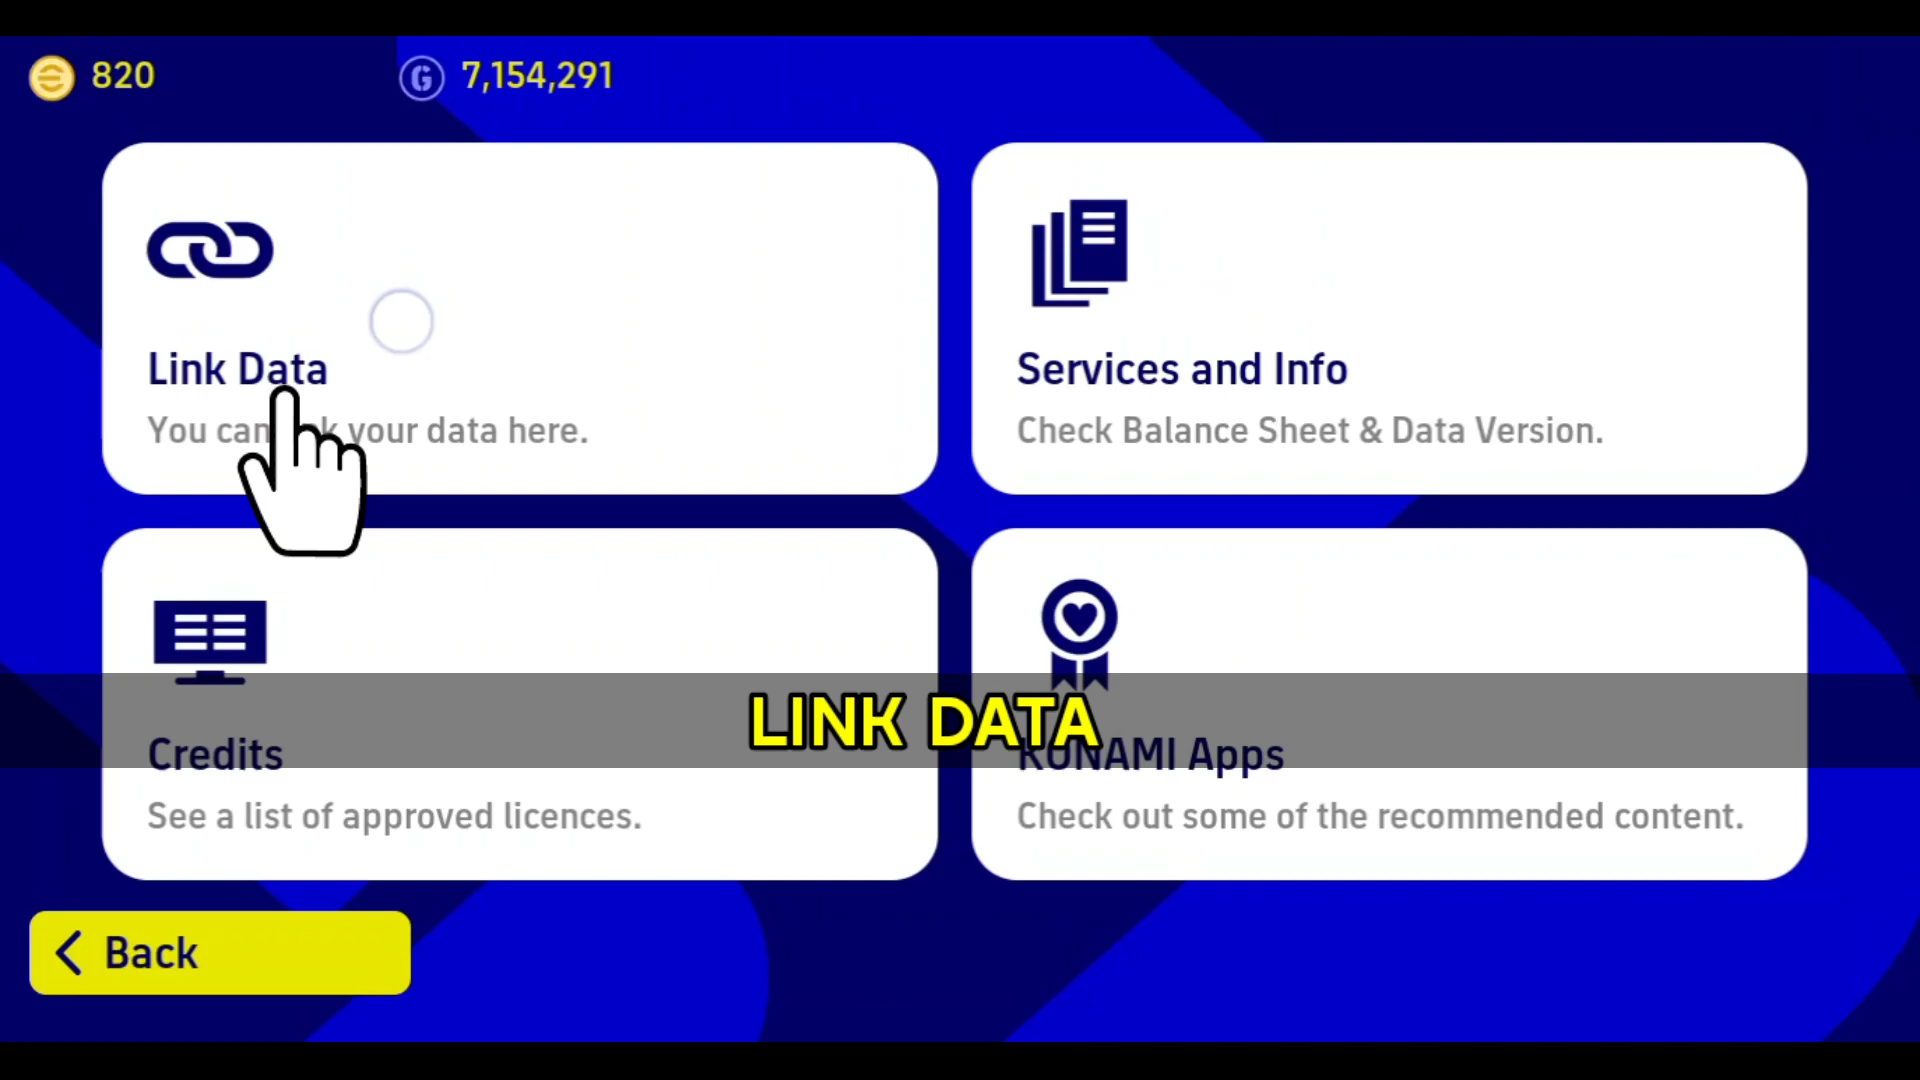 820
7,154,291
Link Data
You can your data here.
Services and Info
Check Balance Sheet & Data Version.
LINK DATA
Credits
See a list of approved licences.
KONAMI Apps
Check out some of the recommended content.
Back